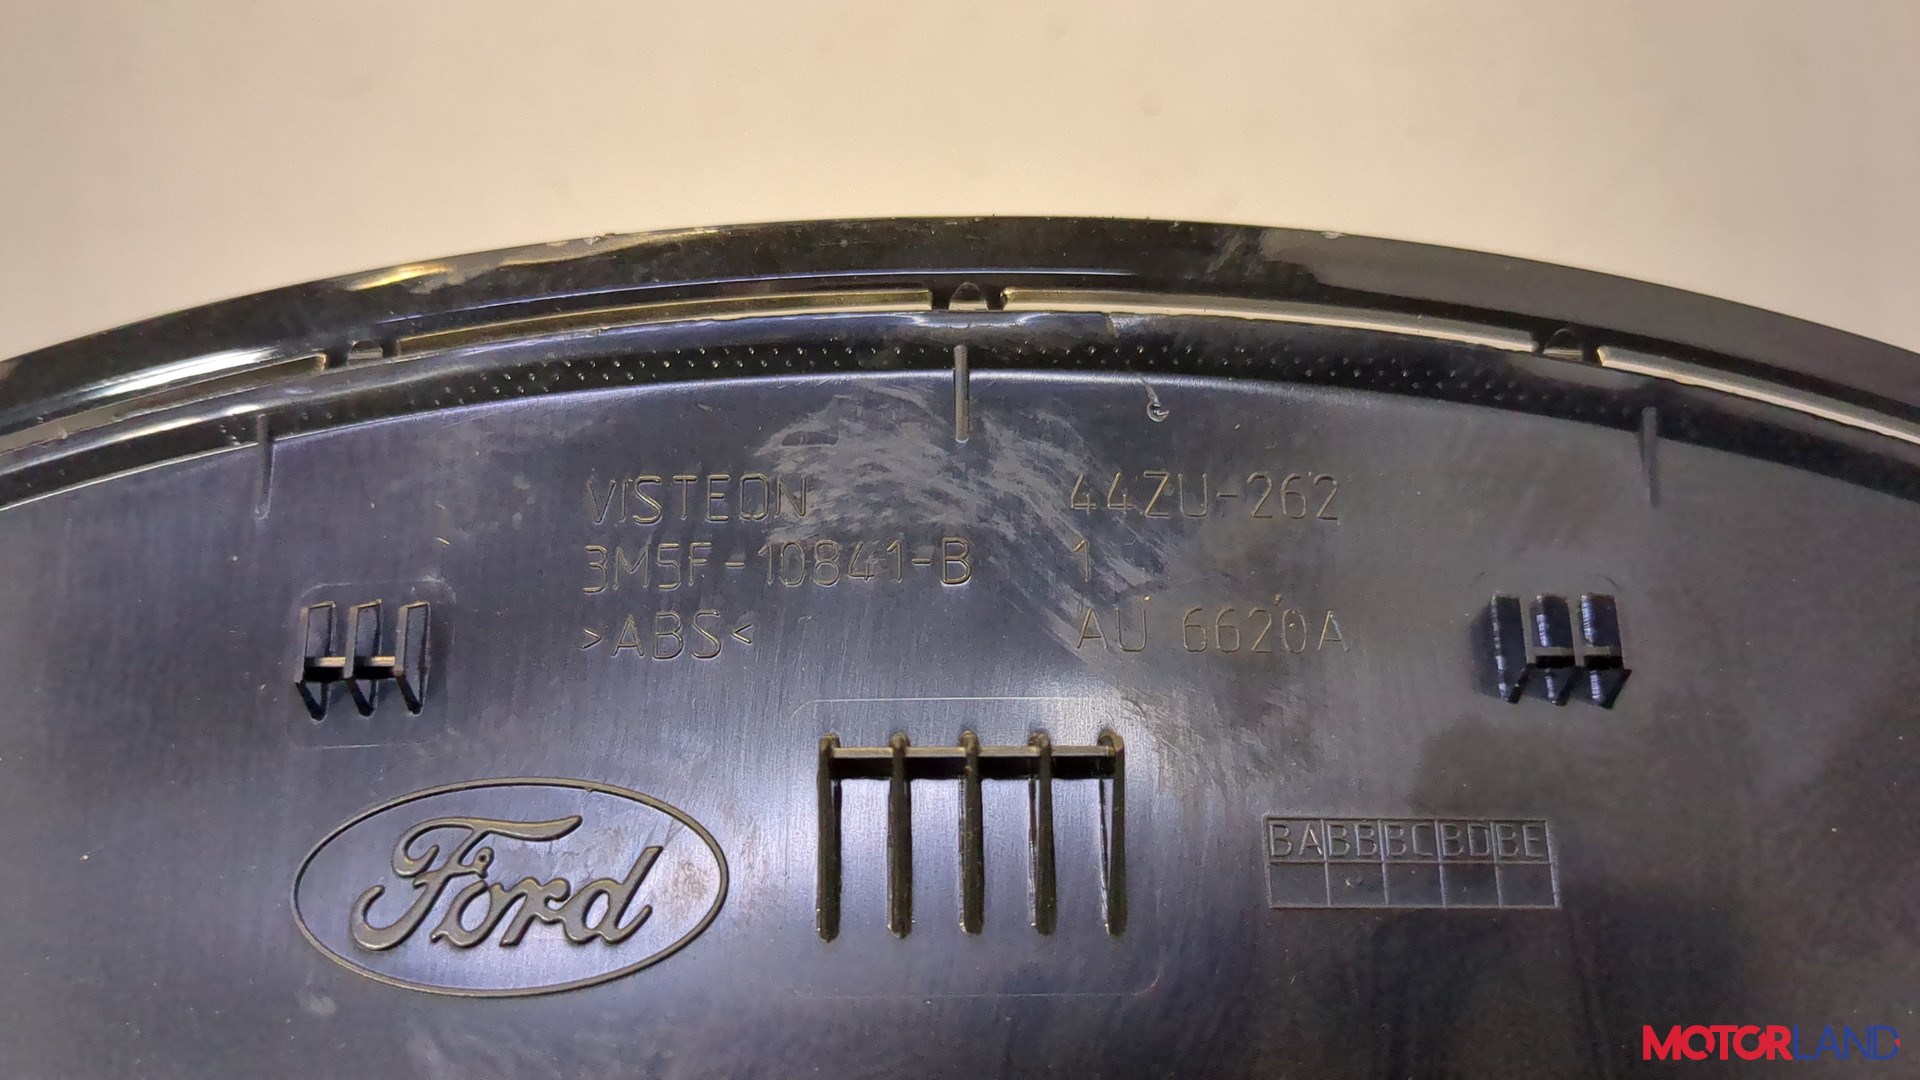 VISTEON 44ZU-262
3M5F-10841-B 1
>ABS< AU 6620A
Ford
BA BB BC BD BE
MOTORLAND